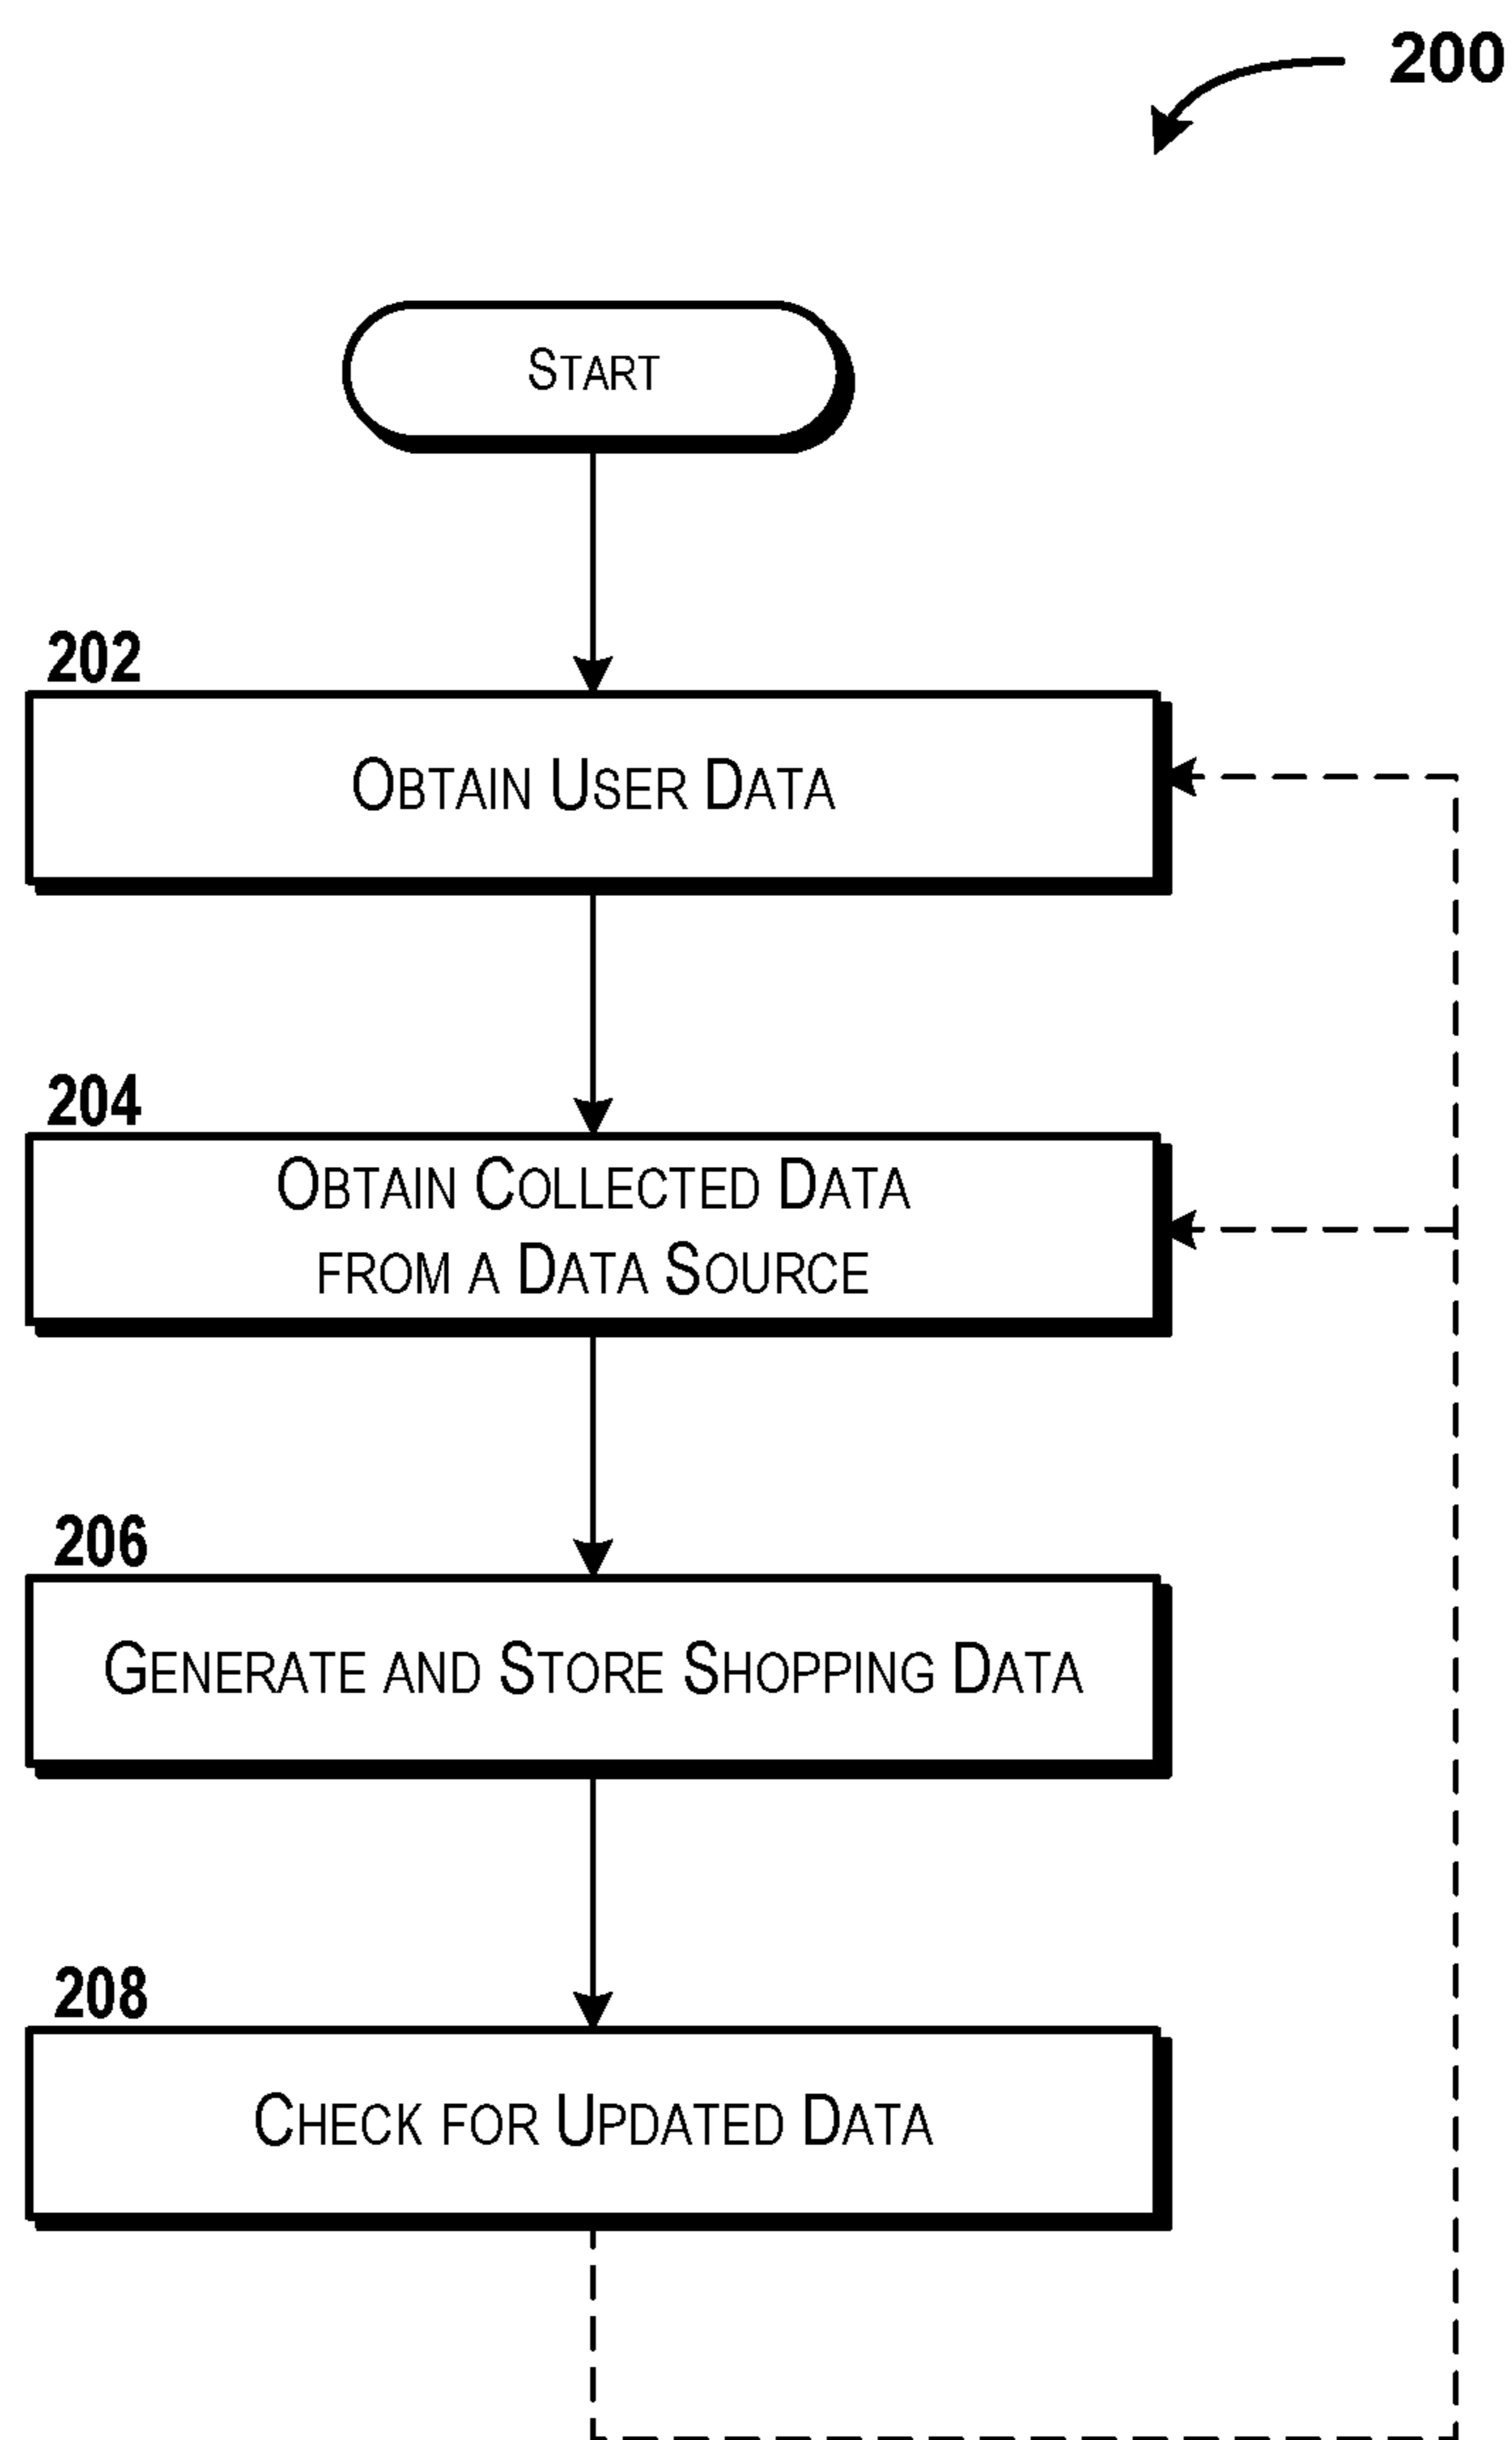 200
START
202
OBTAIN USER DATA
204
OBTAIN COLLECTED DATA
FROM A DATA SOURCE
206
GENERATE AND STORE SHOPPING DATA
208
CHECK FOR UPDATED DATA